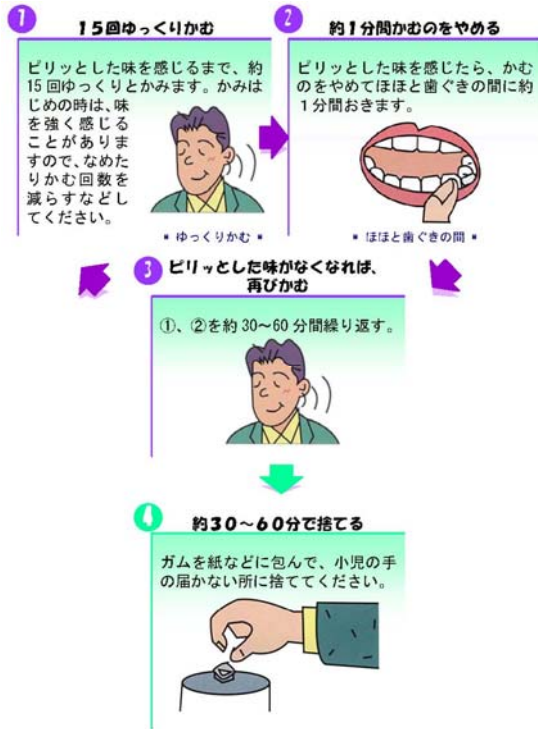 1
15回ゆっくりかむ
ピリッとした味を感じるまで、約
15回ゆっくりとかみます。かみは
じめの時は、味
を強く感じる
ことがありま
すので、なめた
りかむ回数を
減らすなどし
てください。
▪ ゆっくりかむ ▪
2
約1分間かむのをやめる
ピリッとした味を感じたら、かむ
のをやめてほほと歯ぐきの間に約
1分間おきます。
▪ ほほと歯ぐきの間 ▪
3
ピリッとした味がなくなれば、
再びかむ
①、②を約30~60分間繰り返す。
4
約30~60分で捨てる
ガムを紙などに包んで、小児の手
の届かない所に捨ててください。